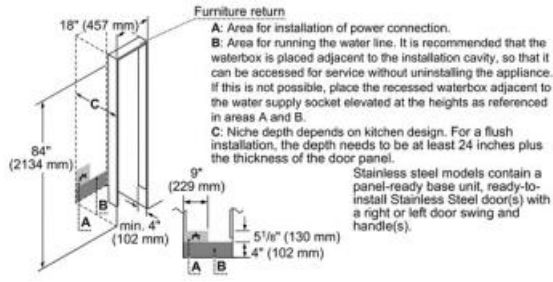 Furniture return
18" (457 mm)
A: Area for installation of power connection.
B: Area for running the water line. It is recommended that the
waterbox is placed adjacent to the installation cavity, so that it
can be accessed for service without uninstalling the appliance.
If this is not possible, place the recessed waterbox adjacent to
the water supply socket elevated at the heights as referenced
in areas A and B.
C: Niche depth depends on kitchen design. For a flush
installation, the depth needs to be at least 24 inches plus
the thickness of the door panel.
Stainless steel models contain a
panel-ready base unit, ready-to-
install Stainless Steel door(s) with
a right or left door swing and
handle(s).
C
84"
(2134 mm)
B
A
min. 4"
(102 mm)
9"
(229 mm)
5¹/₈" (130 mm)
4" (102 mm)
A B